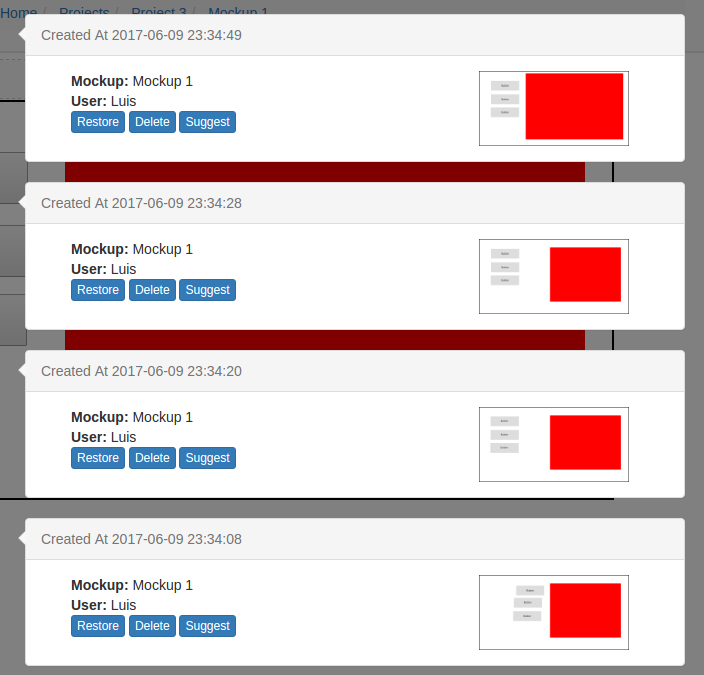 Home / Projects / Project 3 / Mockup 1
Created At 2017-06-09 23:34:49
Mockup: Mockup 1
User: Luis
Restore Delete Suggest
Created At 2017-06-09 23:34:28
Mockup: Mockup 1
User: Luis
Restore Delete Suggest
Created At 2017-06-09 23:34:20
Mockup: Mockup 1
User: Luis
Restore Delete Suggest
Created At 2017-06-09 23:34:08
Mockup: Mockup 1
User: Luis
Restore Delete Suggest